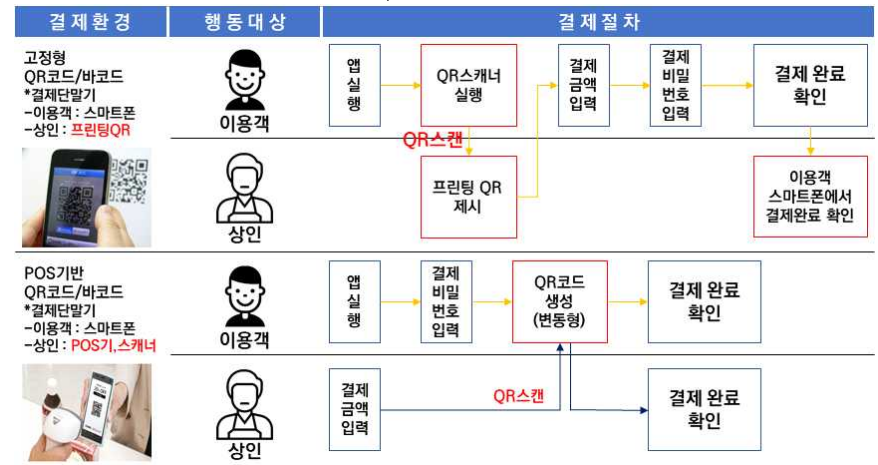 결제환경
행동대상
결제절차
고정형
QR코드/바코드
*결제단말기
-이용객 : 스마트폰
-상인 : 프린팅QR
이용객
앱
실
행
QR스캐너
실행
결제
금액
입력
결제
비밀
번호
입력
결제 완료
확인
QR스캔
상인
프린팅 QR
제시
이용객
스마트폰에서
결제완료 확인
POS기반
QR코드/바코드
*결제단말기
-이용객 : 스마트폰
-상인 : POS기,스캐너
이용객
앱
실
행
결제
비밀
번호
입력
QR코드
생성
(변동형)
결제 완료
확인
상인
결제
금액
입력
QR스캔
결제 완료
확인